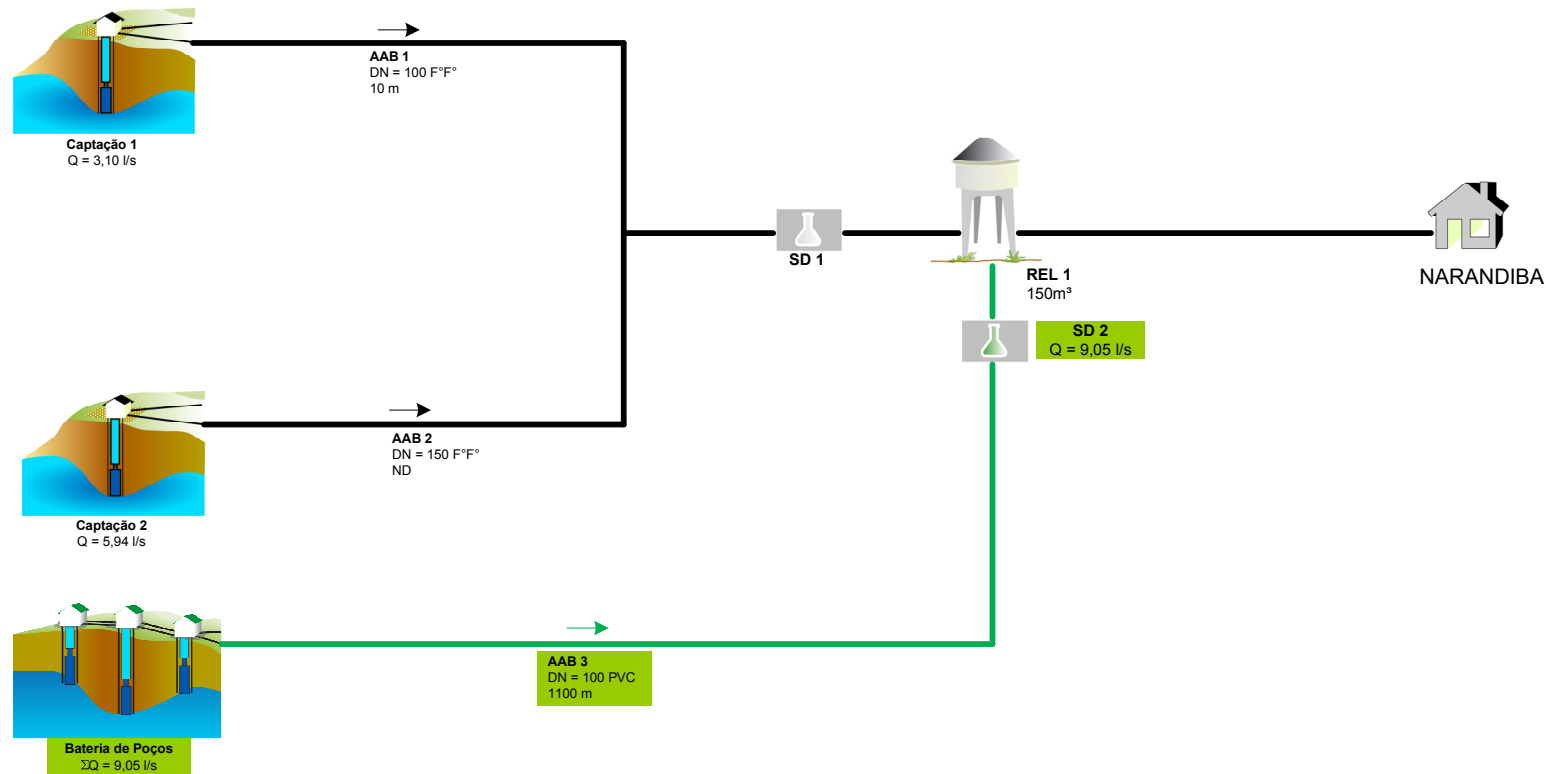 AAB 1
DN = 100 F°F°
10 m
Captação 1
Q = 3,10 l/s
SD 1
REL 1
150m³
NARANDIBA
SD 2
Q = 9,05 l/s
AAB 2
DN = 150 F°F°
ND
Captação 2
Q = 5,94 l/s
AAB 3
DN = 100 PVC
1100 m
Bateria de Poços
ΣQ = 9,05 l/s